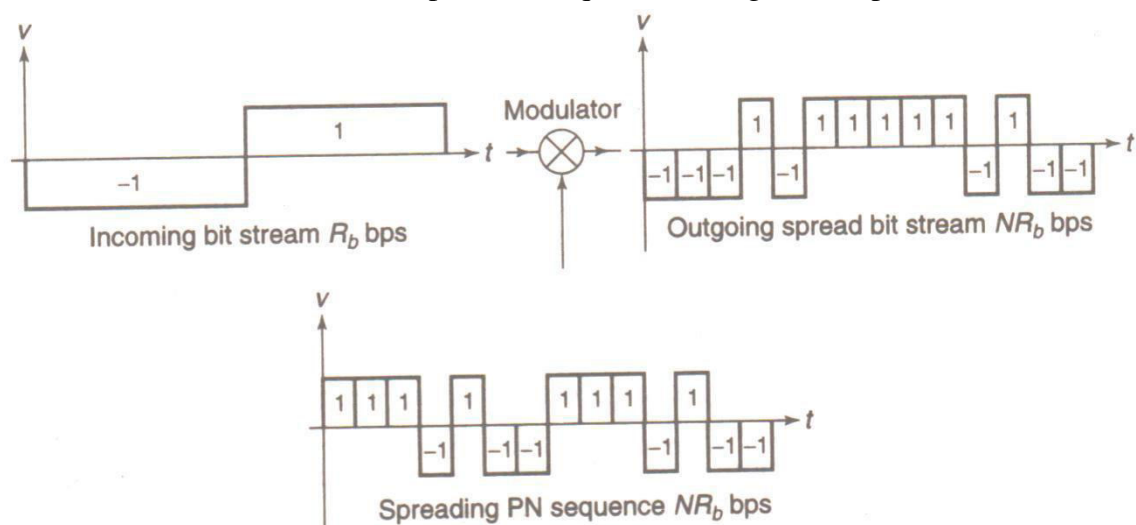 v
v
1
Modulator
1 1 1 1 1 1 1
t
t
-1
-1 -1 -1 -1 -1 -1 -1
Incoming bit stream R_b bps
Outgoing spread bit stream NR_b bps
v
1 1 1 1 1 1 1 1
t
-1 -1 -1 -1 -1 -1
Spreading PN sequence NR_b bps